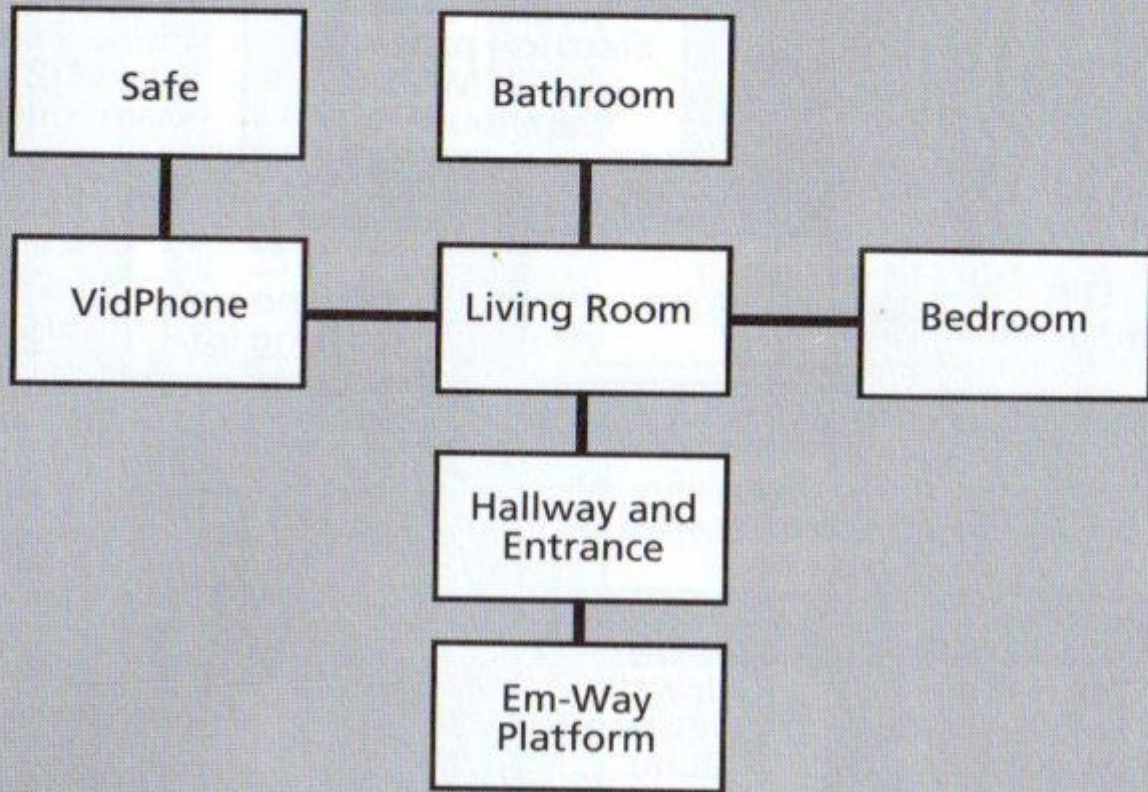 Safe
Bathroom
VidPhone
Living Room
Bedroom
Hallway and
Entrance
Em-Way
Platform